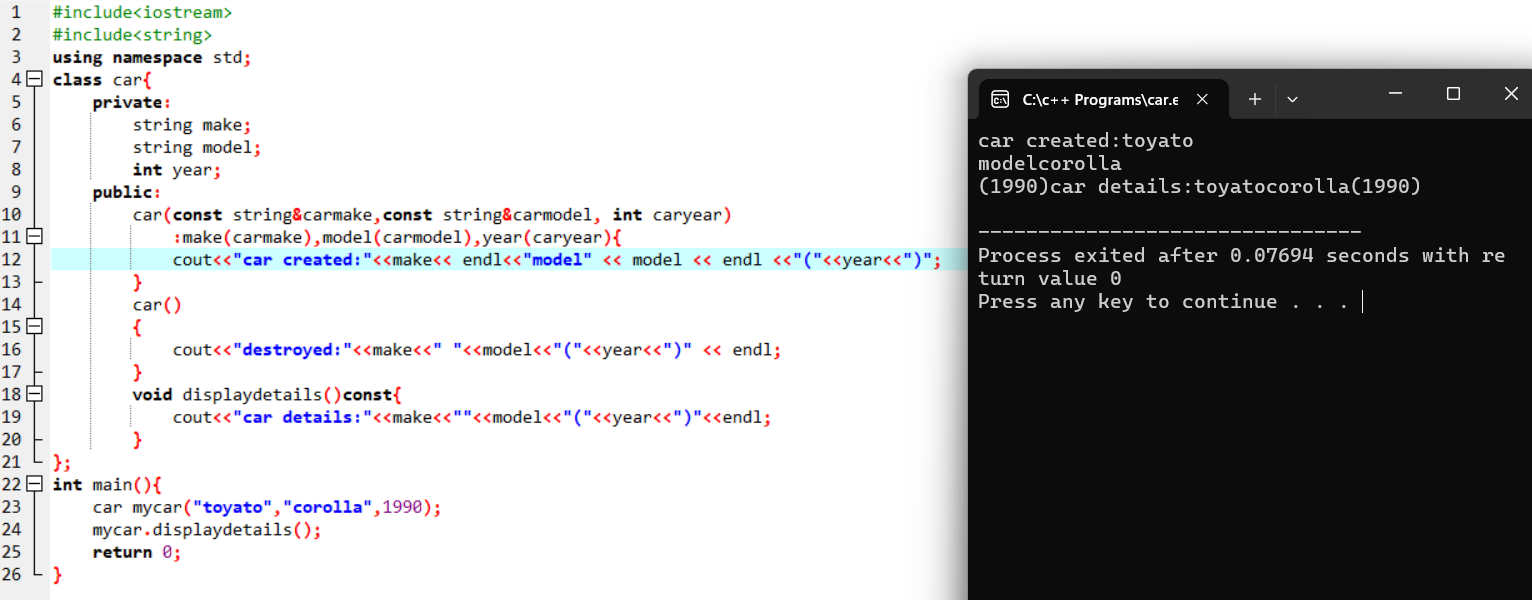 1 #include<iostream>
2 #include<string>
3 using namespace std;
4 class car{
5 private:
6 string make;
7 string model;
8 int year;
9 public:
10 car(const string&carmake,const string&carmodel, int caryear)
11 :make(carmake),model(carmodel),year(caryear){
12 cout<<"car created:"<<make<< endl<<"model" << model << endl <<"("<<year<<")";
13 }
14 car()
15 {
16 cout<<"destroyed:"<<make<<" "<<model<<"("<<year<<")" << endl;
17 }
18 void displaydetails()const{
19 cout<<"car details:"<<make<<""<<model<<"("<<year<<")"<<endl;
20 }
21 };
22 int main(){
23 car mycar("toyato","corolla",1990);
24 mycar.displaydetails();
25 return 0;
26 }
C:\c++ Programs\car.e
car created:toyato
modelcorolla
(1990)car details:toyatocorolla(1990)
--------------------------------
Process exited after 0.07694 seconds with re
turn value 0
Press any key to continue . . .